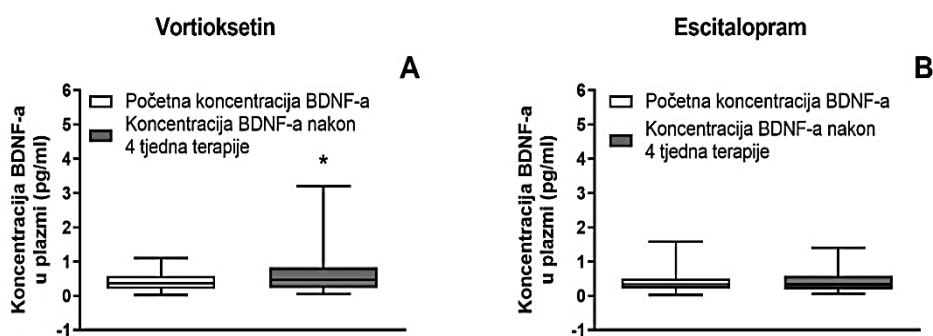 Vortioksetin
A
Početna koncentracija BDNF-a
Koncentracija BDNF-a nakon
4 tjedna terapije
*
Koncentracija BDNF-a
u plazmi (pg/ml)
6
5
4
3
2
1
0
-1
Escitalopram
B
Početna koncentracija BDNF-a
Koncentracija BDNF-a nakon
4 tjedna terapije
Koncentracija BDNF-a
u plazmi (pg/ml)
6
5
4
3
2
1
0
-1